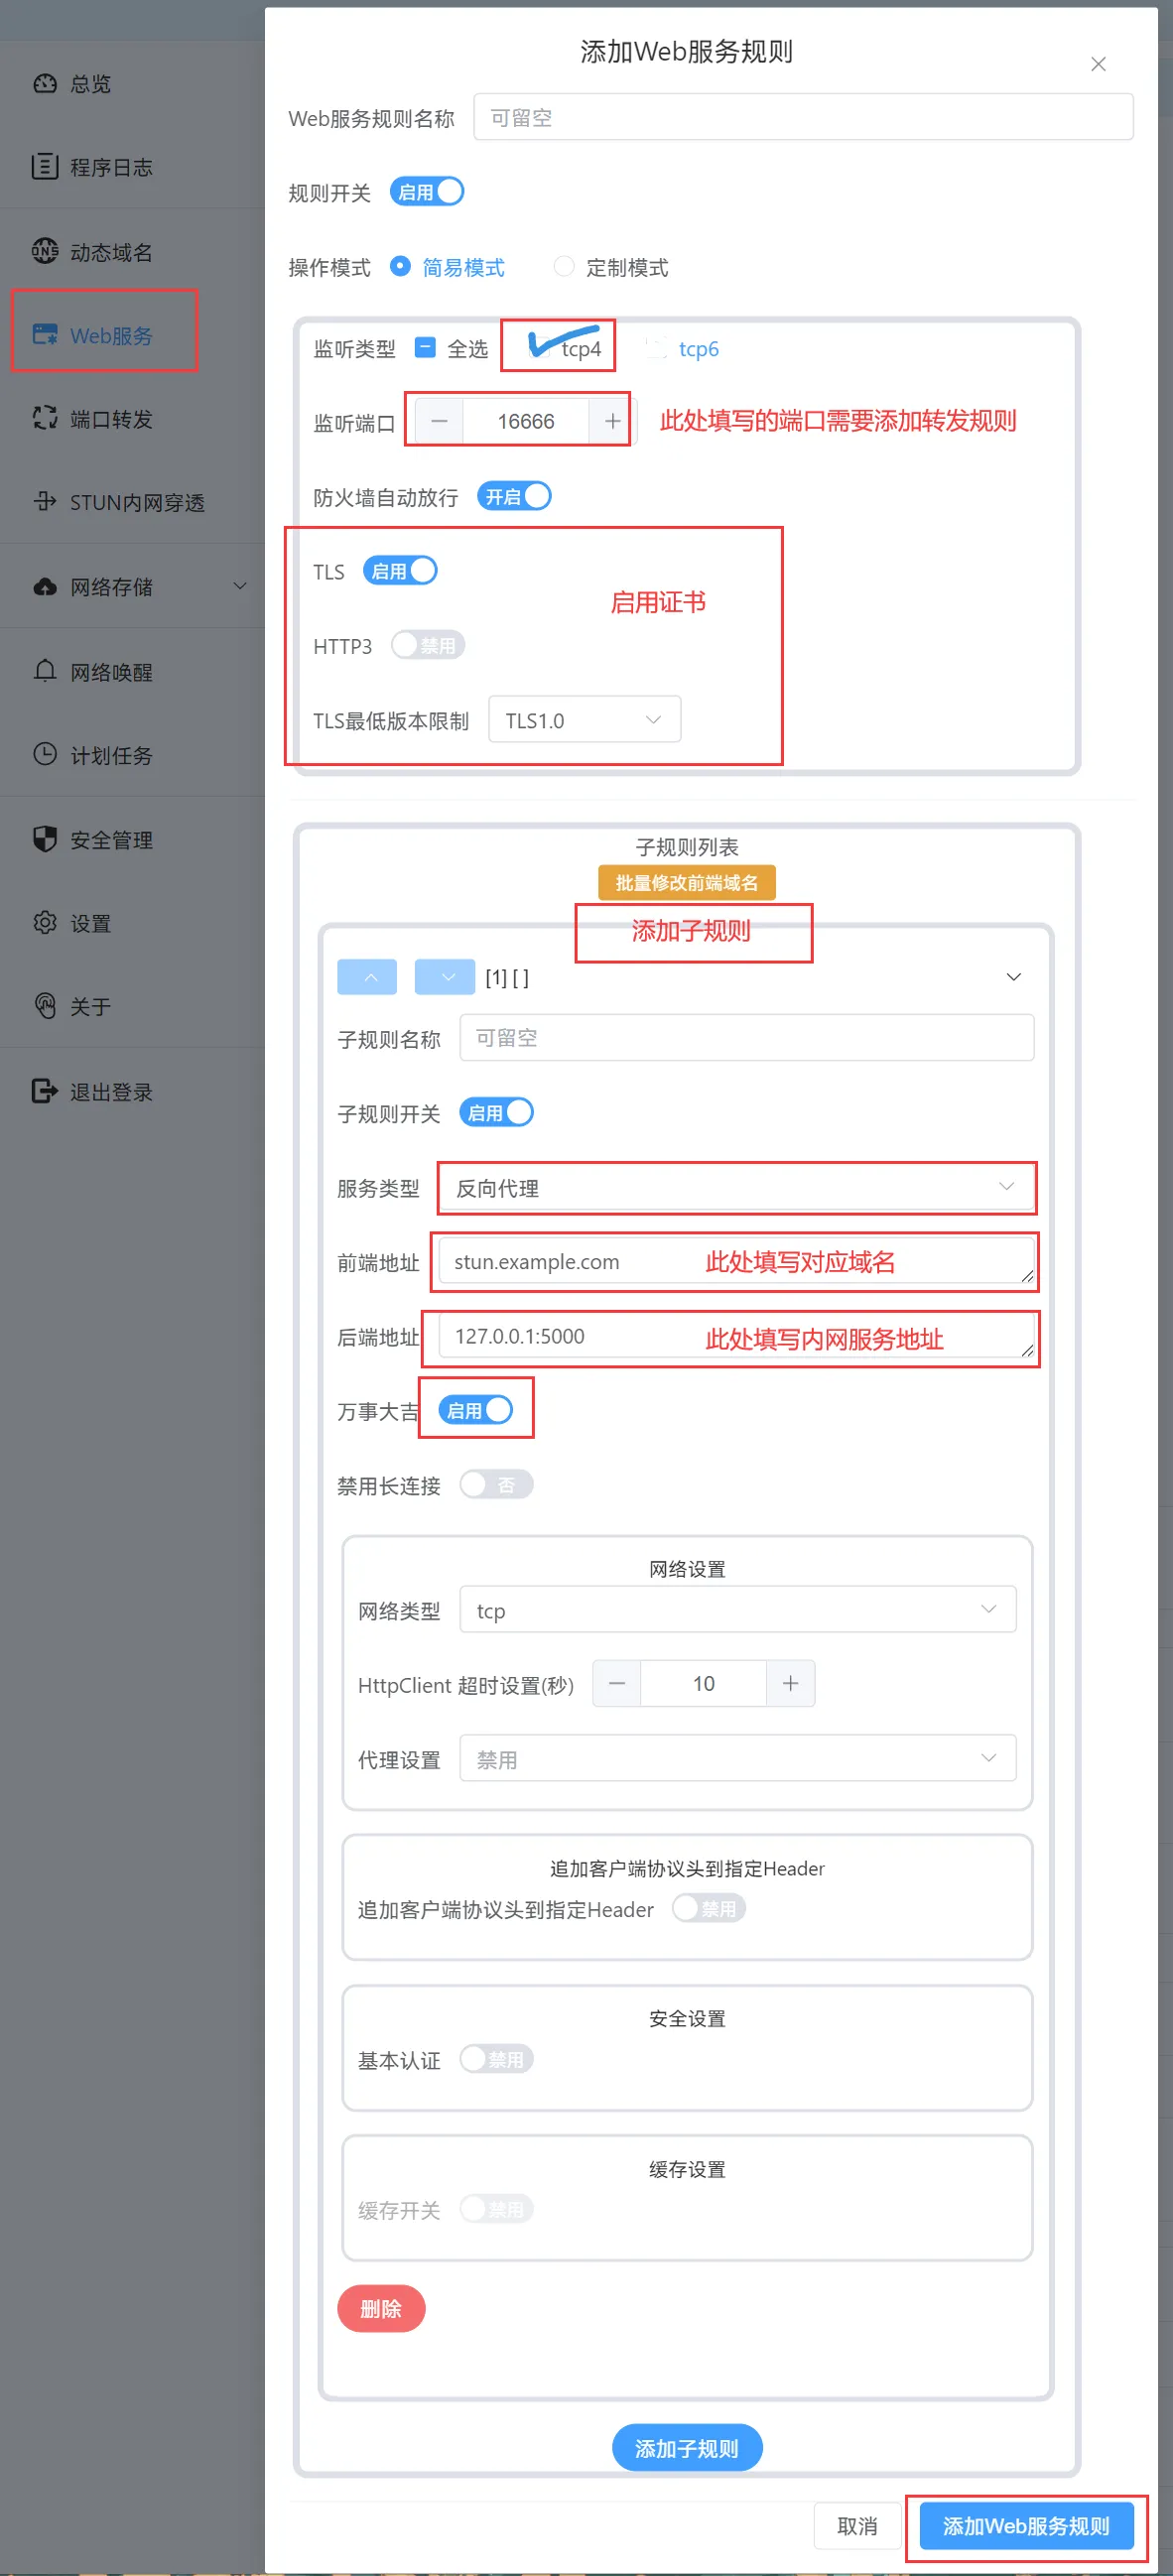 总览
程序日志
动态域名
Web服务
端口转发
STUN内网穿透
网络存储
网络唤醒
计划任务
安全管理
设置
关于
退出登录
添加Web服务规则
Web服务规则名称 可留空
规则开关 启用
操作模式 简易模式 定制模式
监听类型 全选 tcp4 tcp6
监听端口 16666 此处填写的端口需要添加转发规则
防火墙自动放行 开启
TLS 启用
启用证书
HTTP3 禁用
TLS最低版本限制 TLS1.0
子规则列表
批量修改前端域名
添加子规则
[1] [ ]
子规则名称 可留空
子规则开关 启用
服务类型 反向代理
前端地址 stun.example.com 此处填写对应域名
后端地址 127.0.0.1:5000 此处填写内网服务地址
万事大吉 启用
禁用长连接 否
网络设置
网络类型 tcp
HttpClient 超时设置(秒) 10
代理设置 禁用
追加客户端协议头到指定Header
追加客户端协议头到指定Header 禁用
安全设置
基本认证 禁用
缓存设置
缓存开关 禁用
删除
添加子规则
取消 添加Web服务规则